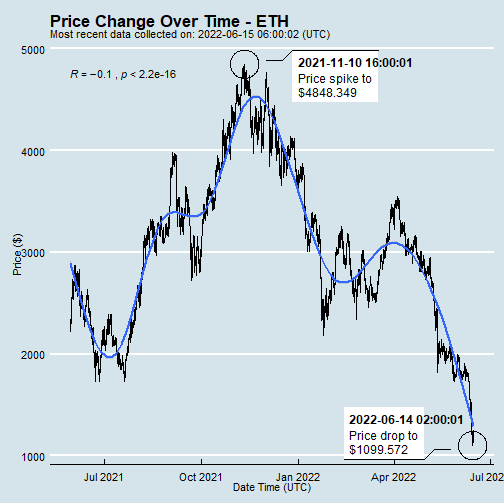 Price Change Over Time - ETH
Most recent data collected on: 2022-06-15 06:00:02 (UTC)
5000
R = −0.1 , p < 2.2e-16
2021-11-10 16:00:01
Price spike to
$4848.349
4000
3000
Price ($)
2000
2022-06-14 02:00:01
Price drop to
$1099.572
1000
Jul 2021 Oct 2021 Jan 2022 Apr 2022 Jul 202
Date Time (UTC)